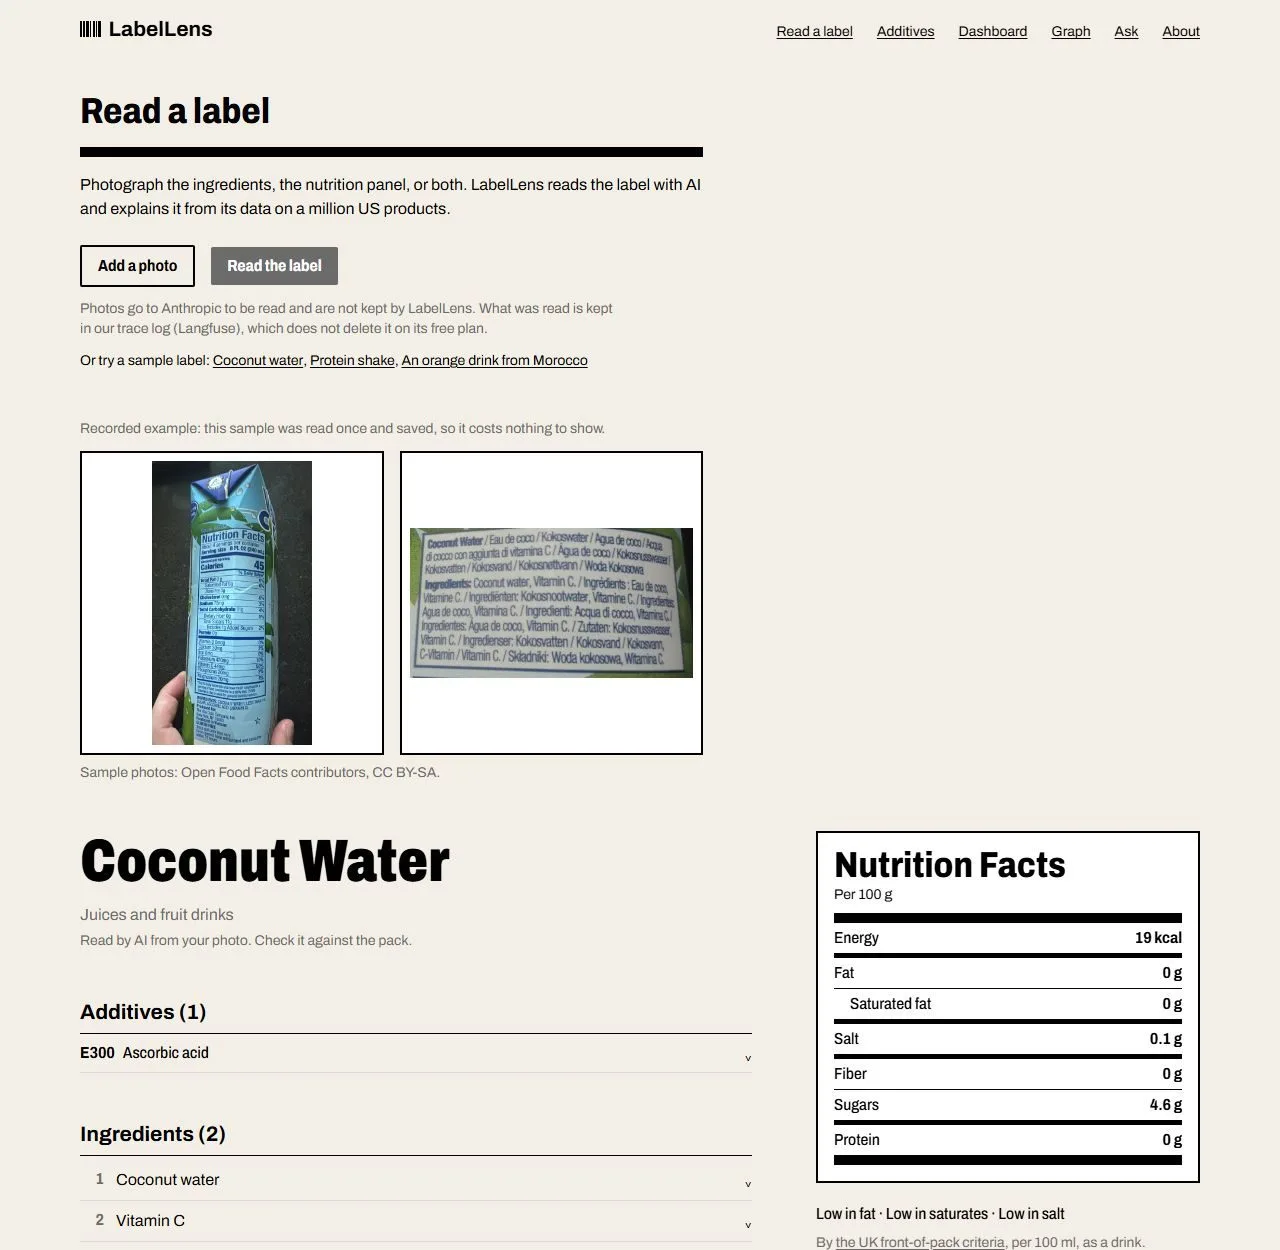 LabelLens
Read a label Additives Dashboard Graph Ask About
Read a label
Photograph the ingredients, the nutrition panel, or both. LabelLens reads the label with AI
and explains it from its data on a million US products.
Add a photo Read the label
Photos go to Anthropic to be read and are not kept by LabelLens. What was read is kept
in our trace log (Langfuse), which does not delete it on its free plan.
Or try a sample label: Coconut water, Protein shake, An orange drink from Morocco
Recorded example: this sample was read once and saved, so it costs nothing to show.
Nutrition Facts
Calories 45
Coconut Water / Eau de coco / Kokoswater / Agua de coco / Acqua
di cocco con aggiunta di vitamina C / Água de coco / Kokosnusswasser /
Kokosvatten / Kokosvand / Kokosnøttvann / Woda Kokosowa
Ingredients: Coconut water, Vitamin C. / Ingrédients : Eau de coco,
Vitamine C. / Ingrediënten: Kokosnootwater, Vitamine C. / Ingredientes:
Agua de coco, Vitamina C. / Ingredienti: Acqua di cocco, Vitamina C. /
Ingredientes: Água de coco, Vitamina C. / Zutaten: Kokosnusswasser,
Vitamin C. / Ingredienser: Kokosvatten / Kokosvand / Kokosvann,
C-Vitamin / Vitamin C. / Składniki: Woda kokosowa, Witamina C.
Sample photos: Open Food Facts contributors, CC BY-SA.
Coconut Water
Juices and fruit drinks
Read by AI from your photo. Check it against the pack.
Additives (1)
E300 Ascorbic acid v
Ingredients (2)
1 Coconut water v
2 Vitamin C v
Nutrition Facts
Per 100 g
Energy 19 kcal
Fat 0 g
Saturated fat 0 g
Salt 0.1 g
Fiber 0 g
Sugars 4.6 g
Protein 0 g
Low in fat · Low in saturates · Low in salt
By the UK front-of-pack criteria, per 100 ml, as a drink.